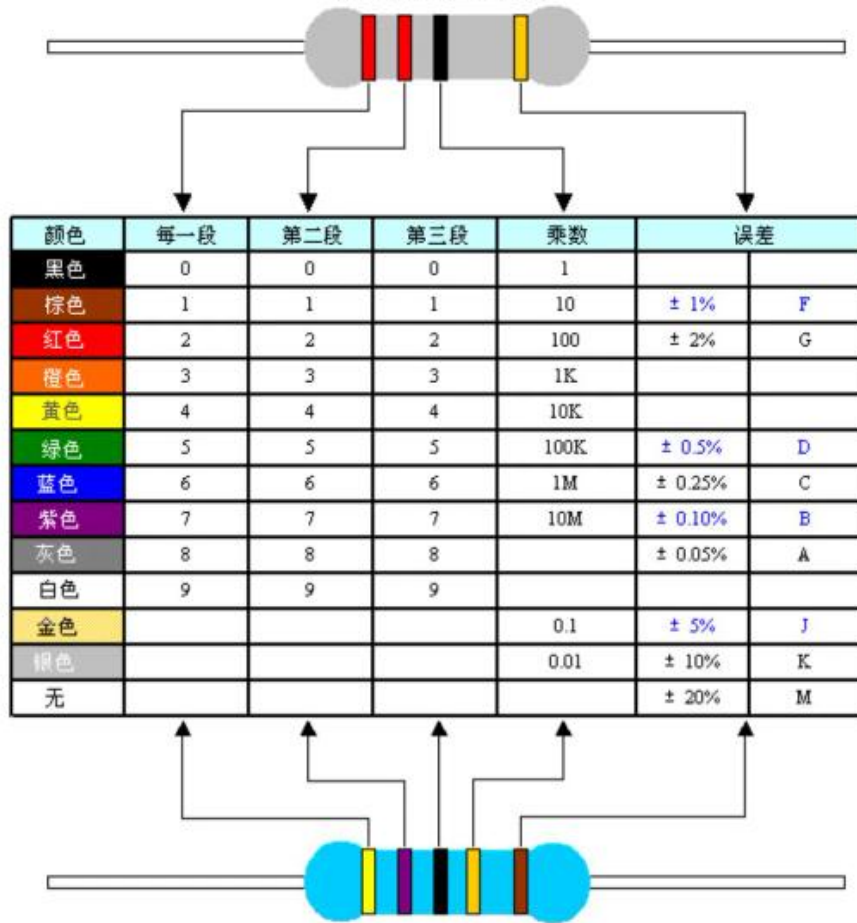 颜色 每一段 第二段 第三段 乘数 误差
黑色 0 0 0 1
棕色 1 1 1 10 ± 1% F
红色 2 2 2 100 ± 2% G
橙色 3 3 3 1K
黄色 4 4 4 10K
绿色 5 5 5 100K ± 0.5% D
蓝色 6 6 6 1M ± 0.25% C
紫色 7 7 7 10M ± 0.10% B
灰色 8 8 8 ± 0.05% A
白色 9 9 9
金色 0.1 ± 5% J
银色 0.01 ± 10% K
无 ± 20% M